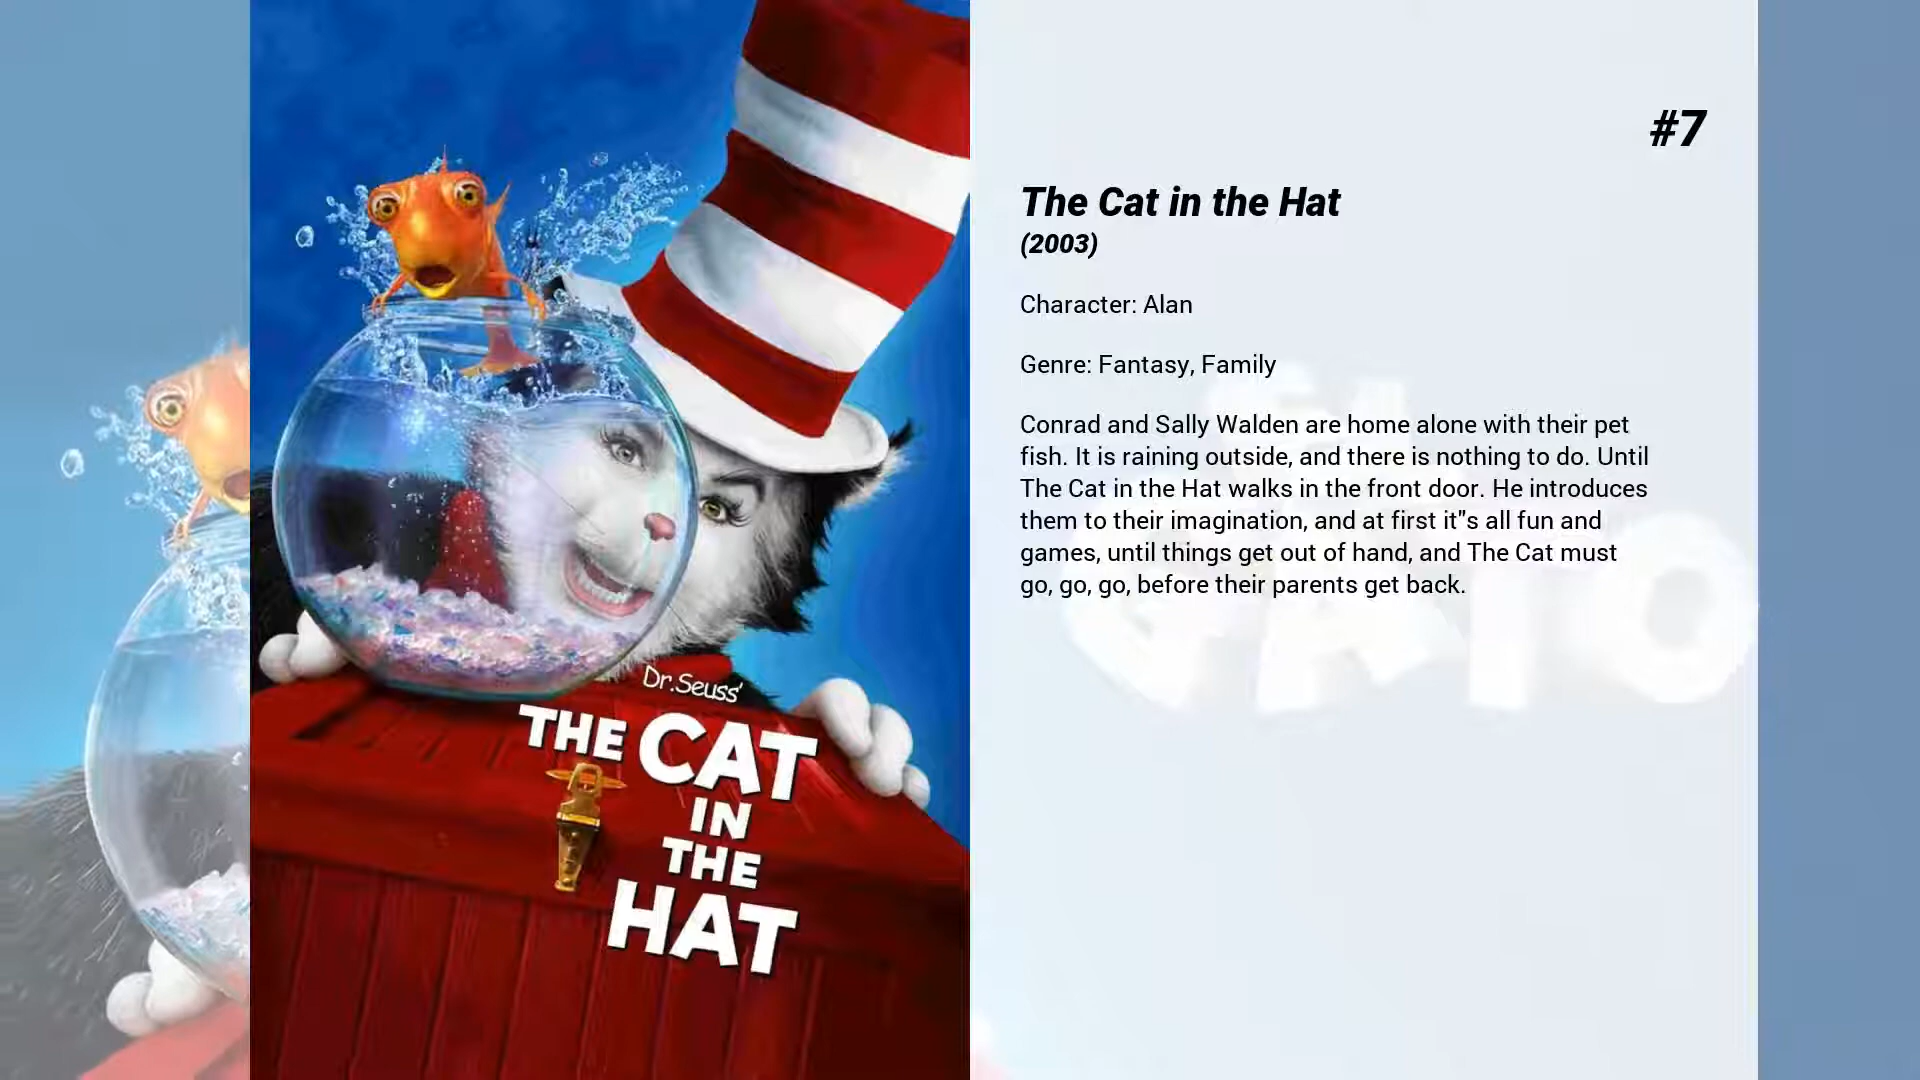 #7
The Cat in the Hat
(2003)
Character: Alan
Genre: Fantasy, Family
Conrad and Sally Walden are home alone with their pet
fish. It is raining outside, and there is nothing to do. Until
The Cat in the Hat walks in the front door. He introduces
them to their imagination, and at first it"s all fun and
games, until things get out of hand, and The Cat must
go, go, go, before their parents get back.
Dr.Seuss'
THE CAT
IN
THE
HAT
GATO